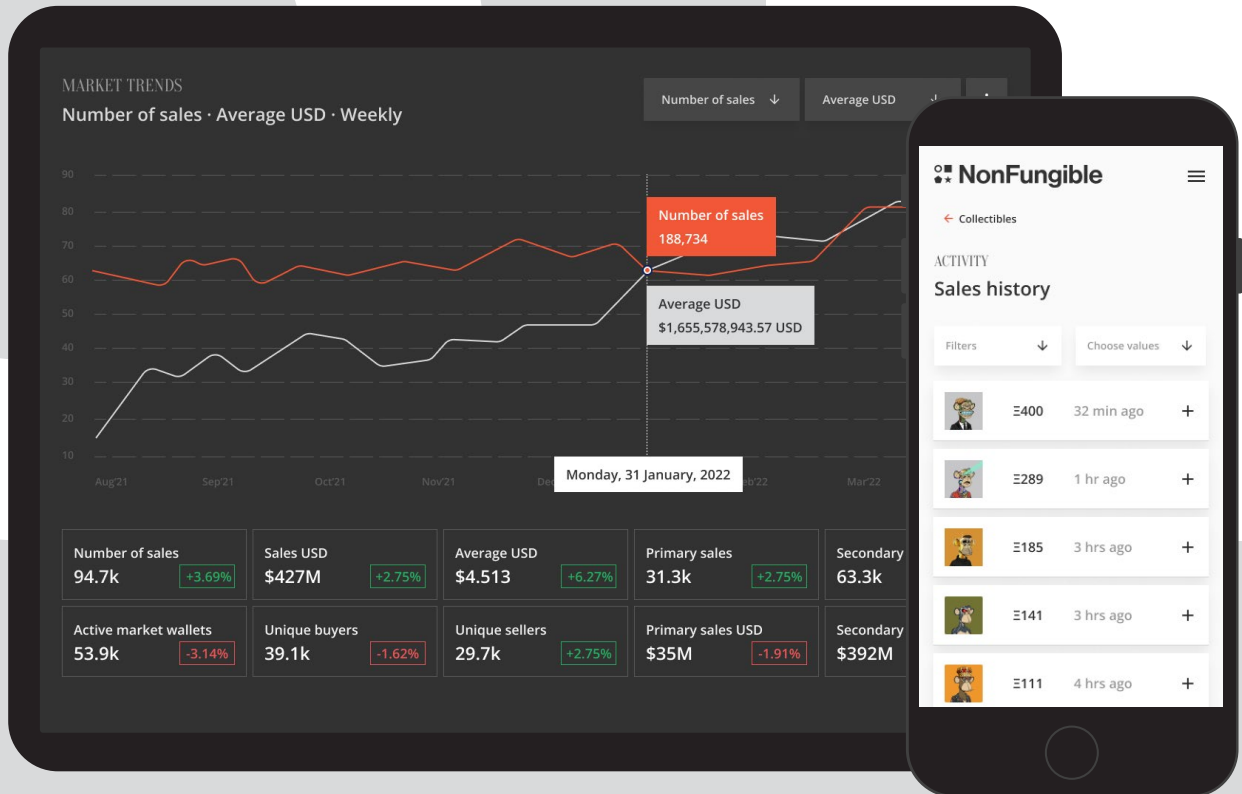 MARKET TRENDS
Number of sales · Average USD · Weekly
Number of sales ↓
Average USD
90
80
70
60
50
40
30
20
10
Number of sales
188,734
Average USD
$1,655,578,943.57 USD
Monday, 31 January, 2022
Aug'21
Sep'21
Oct'21
Nov'21
Mar'22
Number of sales
94.7k
+3.69%
Sales USD
$427M
+2.75%
Average USD
$4.513
+6.27%
Primary sales
31.3k
+2.75%
Secondary
63.3k
Active market wallets
53.9k
-3.14%
Unique buyers
39.1k
-1.62%
Unique sellers
29.7k
+2.75%
Primary sales USD
$35M
-1.91%
Secondary
$392M
NonFungible
← Collectibles
ACTIVITY
Sales history
Filters ↓
Choose values ↓
Ξ400 32 min ago +
Ξ289 1 hr ago +
Ξ185 3 hrs ago +
Ξ141 3 hrs ago +
Ξ111 4 hrs ago +